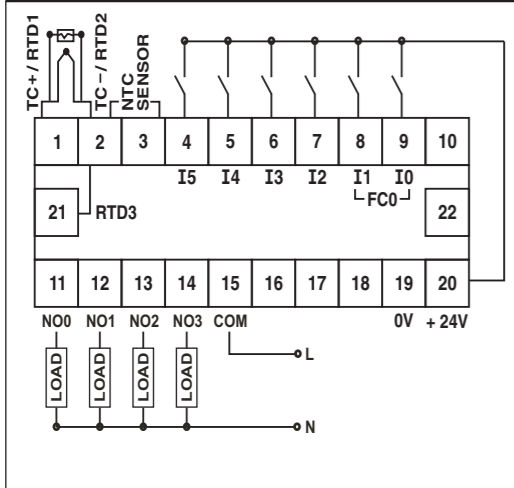 TC+/ RTD1
TC-/ RTD2
NTC
SENSOR
1 2 3 4 5 6 7 8 9 10
I5 I4 I3 I2 I1 I0
FC0
21 RTD3 22
11 12 13 14 15 16 17 18 19 20
NO0 NO1 NO2 NO3 COM 0V + 24V
LOAD LOAD LOAD LOAD
L
N